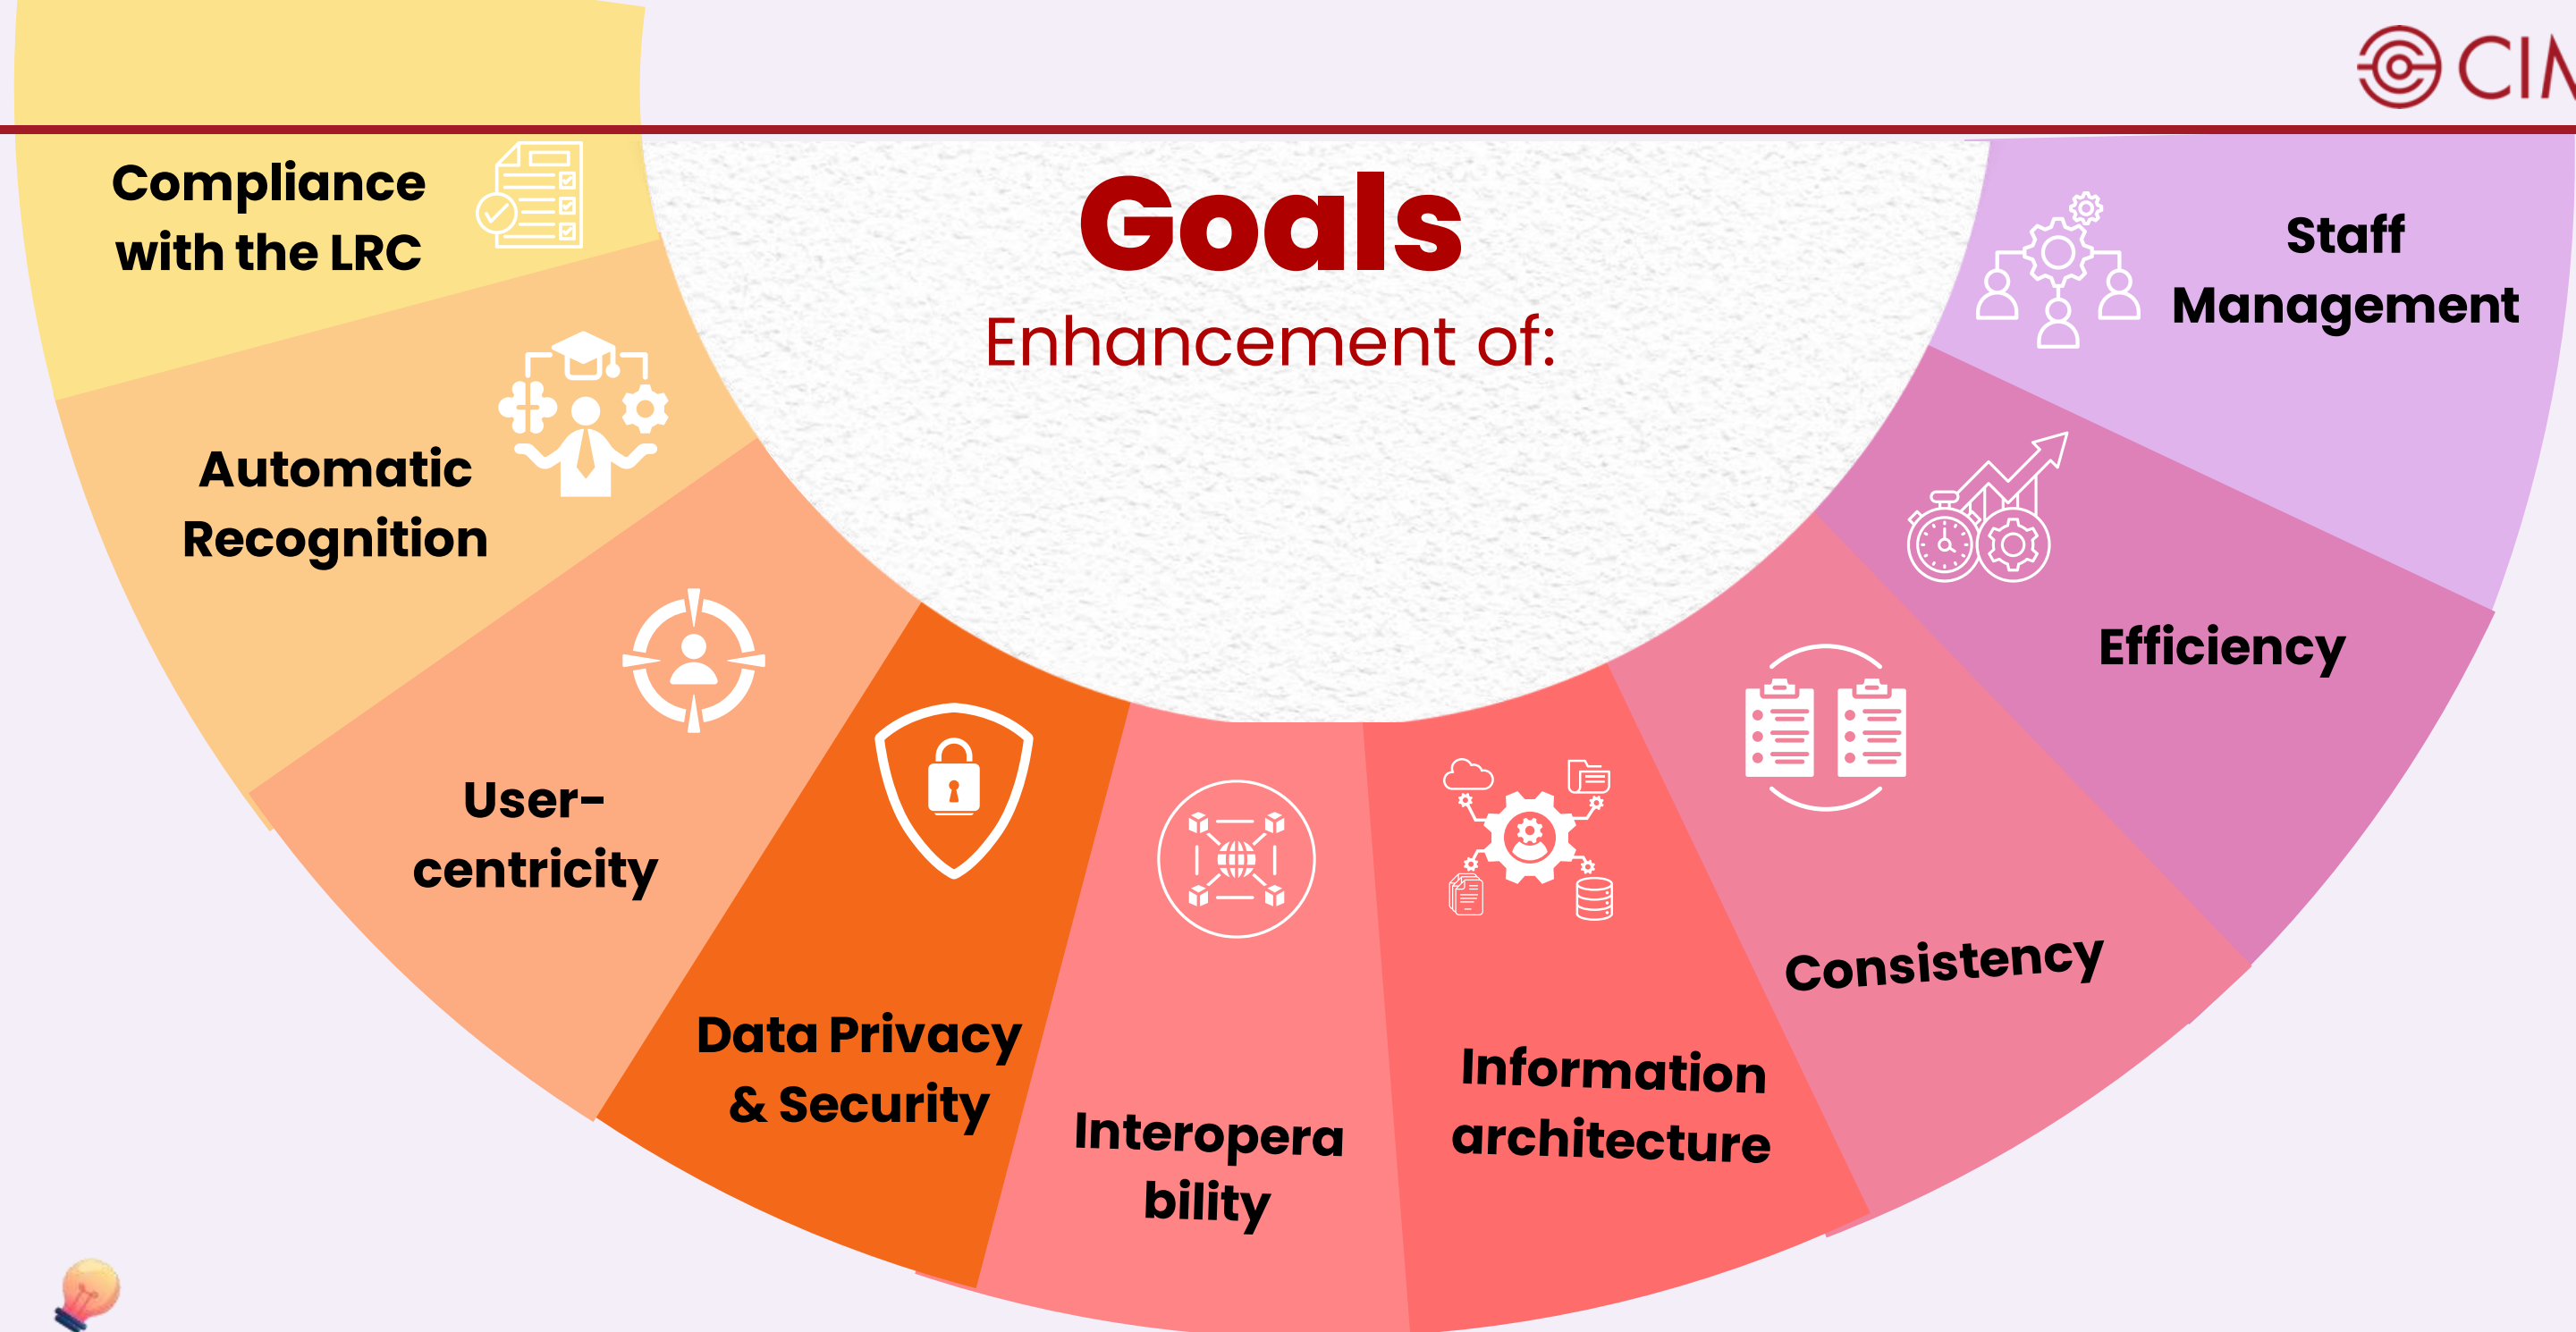 CIM
Goals
Enhancement of:
Compliance
with the LRC
Automatic
Recognition
User-
centricity
Data Privacy
& Security
Interopera
bility
Information
architecture
Consistency
Efficiency
Staff
Management